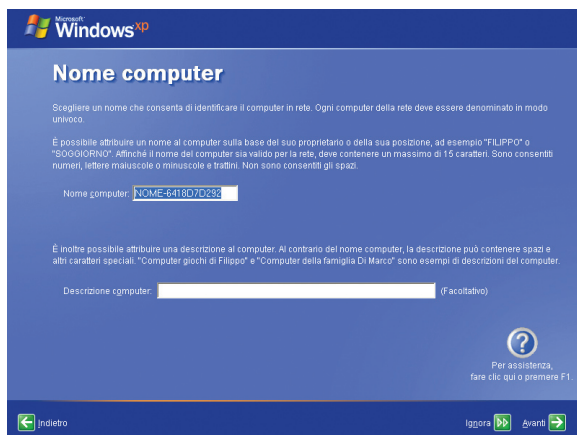 Microsoft
Windows xp
Nome computer
Scegliere un nome che consenta di identificare il computer in rete. Ogni computer della rete deve essere denominato in modo
univoco.
È possibile attribuire un nome al computer sulla base del suo proprietario o della sua posizione, ad esempio "FILIPPO" o
"SOGGIORNO". Affinché il nome del computer sia valido per la rete, deve contenere un massimo di 15 caratteri. Sono consentiti
numeri, lettere maiuscole o minuscole e trattini. Non sono consentiti gli spazi.
Nome computer: NOME-6418D7D292
È inoltre possibile attribuire una descrizione al computer. Al contrario del nome computer, la descrizione può contenere spazi e
altri caratteri speciali. "Computer giochi di Filippo" e "Computer della famiglia Di Marco" sono esempi di descrizioni del computer.
Descrizione computer: (Facoltativo)
Per assistenza,
fare clic qui o premere F1.
Indietro Ignora Avanti